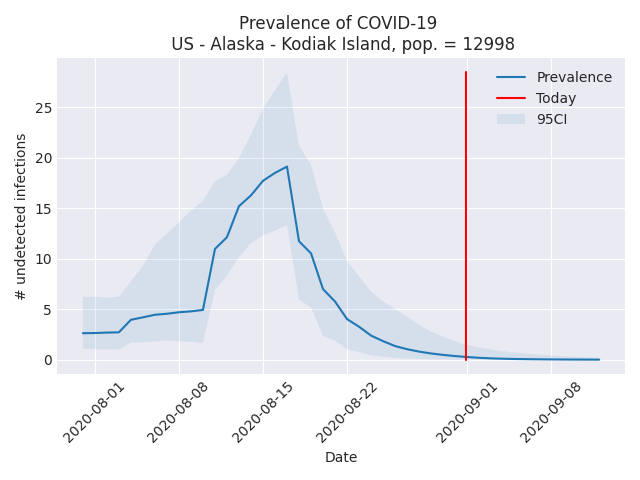 Prevalence of COVID-19
US - Alaska - Kodiak Island, pop. = 12998
Prevalence
Today
95CI
# undetected infections
25
20
15
10
5
0
2020-08-01
2020-08-08
2020-08-15
2020-08-22
2020-09-01
2020-09-08
Date